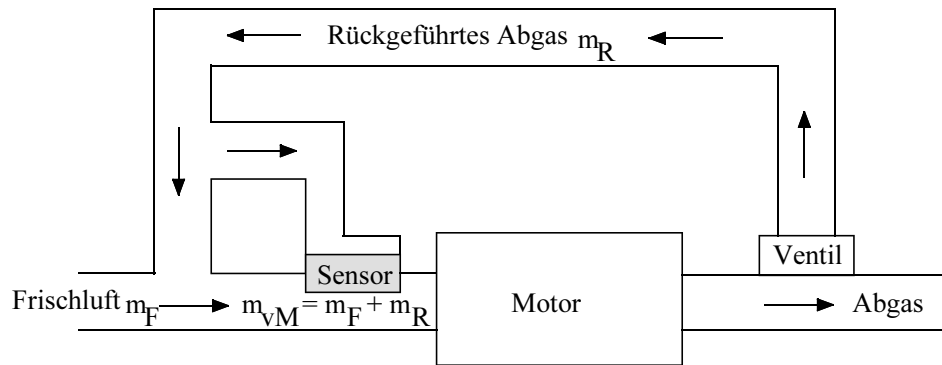 Rückgeführtes Abgas m_R
Ventil
Sensor
Frischluft m_F
m_vM = m_F + m_R
Motor
Abgas